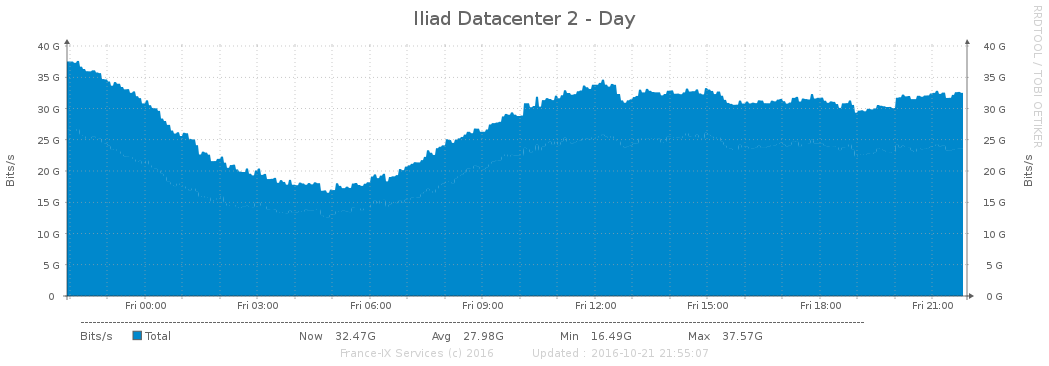 Iliad Datacenter 2 - Day
RRDTOOL / TOBI OETIKER
40 G 40 G
35 G 35 G
30 G 30 G
25 G 25 G
20 G 20 G
15 G 15 G
10 G 10 G
5 G 5 G
0 0 G
Bits/s
Bits/s
Fri 00:00 Fri 03:00 Fri 06:00 Fri 09:00 Fri 12:00 Fri 15:00 Fri 18:00 Fri 21:00
Bits/s Total Now 32.47G Avg 27.98G Min 16.49G Max 37.57G
France-IX Services (c) 2016 Updated : 2016-10-21 21:55:07